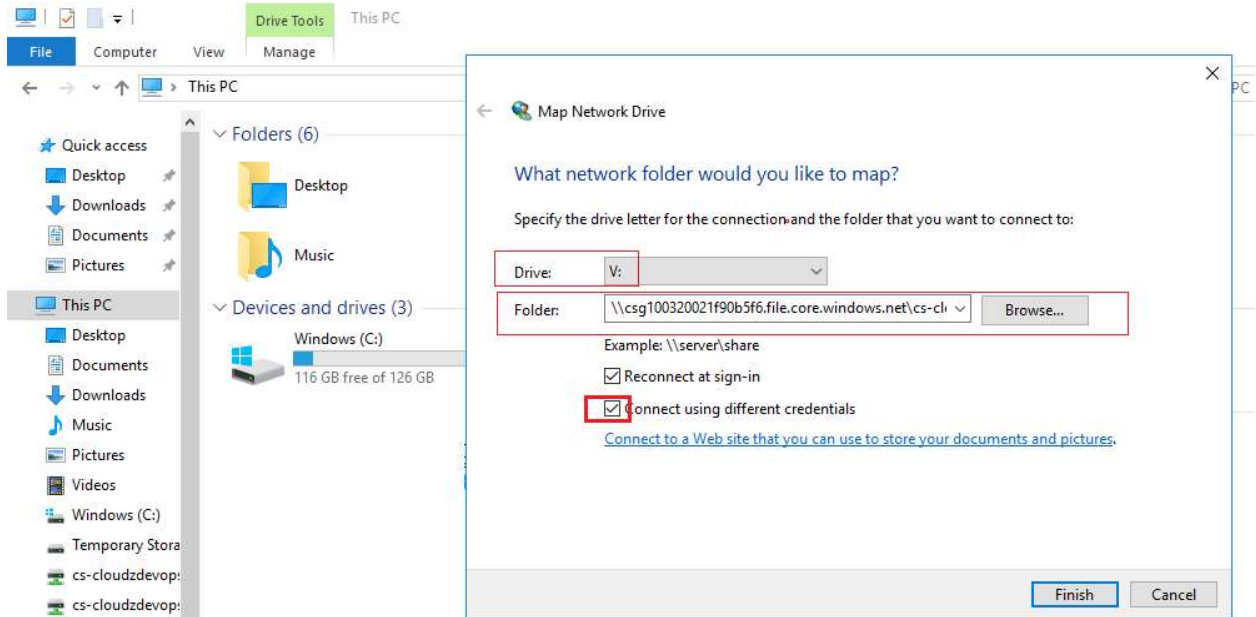 Drive Tools This PC
File Computer View Manage
This PC
PC
Quick access
Desktop
Downloads
Documents
Pictures
This PC
Desktop
Documents
Downloads
Music
Pictures
Videos
Windows (C:)
Temporary Stora
cs-cloudzdevop
cs-cloudzdevop
Folders (6)
Desktop
Music
Devices and drives (3)
Windows (C:)
116 GB free of 126 GB
Map Network Drive
What network folder would you like to map?
Specify the drive letter for the connection and the folder that you want to connect to:
Drive: V:
Folder: \\csg100320021f90b5f6.file.core.windows.net\cs-cl Browse...
Example: \\server\share
Reconnect at sign-in
Connect using different credentials
Connect to a Web site that you can use to store your documents and pictures.
Finish Cancel